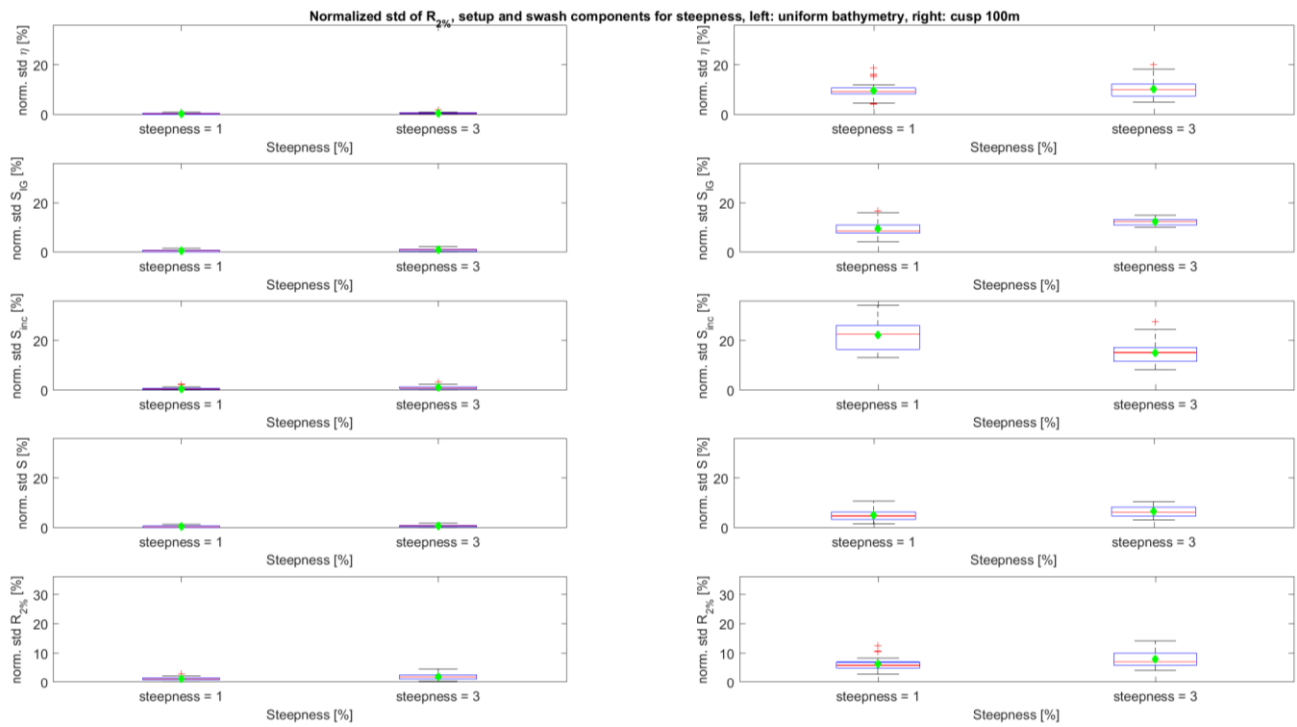 Normalized std of R2%, setup and swash components for steepness, left: uniform bathymetry, right: cusp 100m
norm. std η [%]
20
0
steepness = 1
steepness = 3
Steepness [%]
norm. std η [%]
20
0
steepness = 1
steepness = 3
Steepness [%]
norm. std SIG [%]
20
0
steepness = 1
steepness = 3
Steepness [%]
norm. std SIG [%]
20
0
steepness = 1
steepness = 3
Steepness [%]
norm. std Sinc [%]
20
0
steepness = 1
steepness = 3
Steepness [%]
norm. std Sinc [%]
20
0
steepness = 1
steepness = 3
Steepness [%]
norm. std S [%]
20
0
steepness = 1
steepness = 3
Steepness [%]
norm. std S [%]
20
0
steepness = 1
steepness = 3
Steepness [%]
norm. std R2% [%]
30
20
10
0
steepness = 1
steepness = 3
Steepness [%]
norm. std R2% [%]
30
20
10
0
steepness = 1
steepness = 3
Steepness [%]